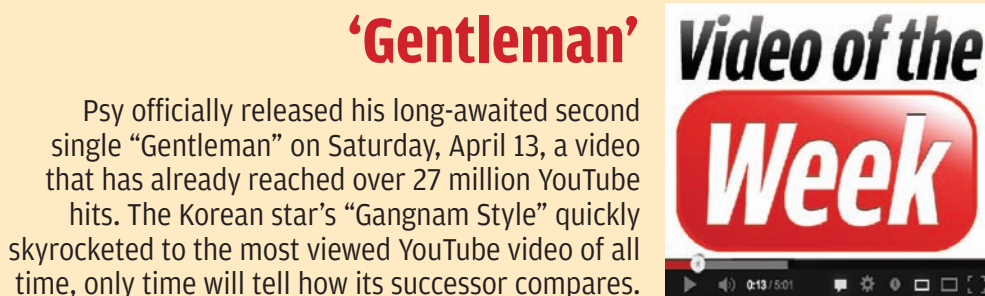 ‘Gentleman’
Psy officially released his long-awaited second
single “Gentleman” on Saturday, April 13, a video
that has already reached over 27 million YouTube
hits. The Korean star’s “Gangnam Style” quickly
skyrocketed to the most viewed YouTube video of all
time, only time will tell how its successor compares.
Video of the
Week
0:13 / 5:01